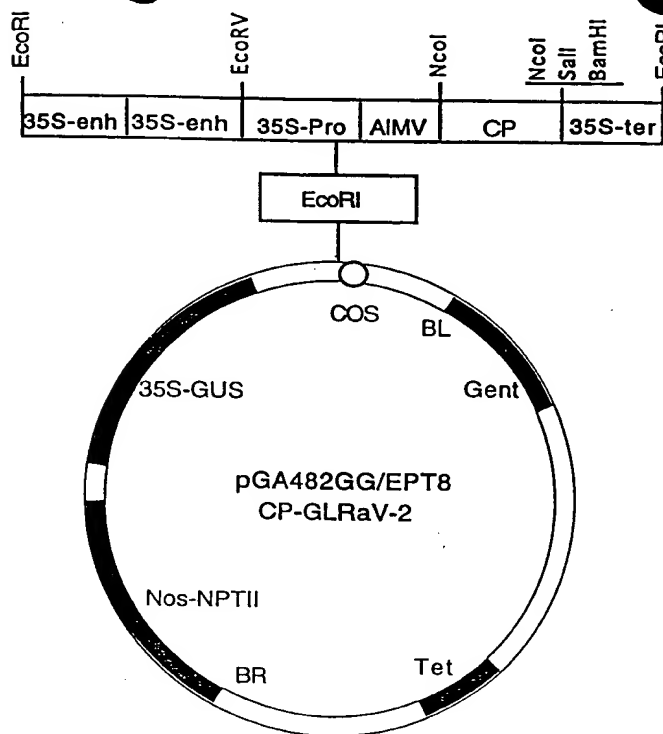 EcoRI EcoRV NcoI NcoI SalI BamHI EcoRI
35S-enh 35S-enh 35S-Pro AlMV CP 35S-ter
EcoRI
COS
BL
35S-GUS
Gent
pGA482GG/EPT8
CP-GLRaV-2
Nos-NPTII
BR
Tet